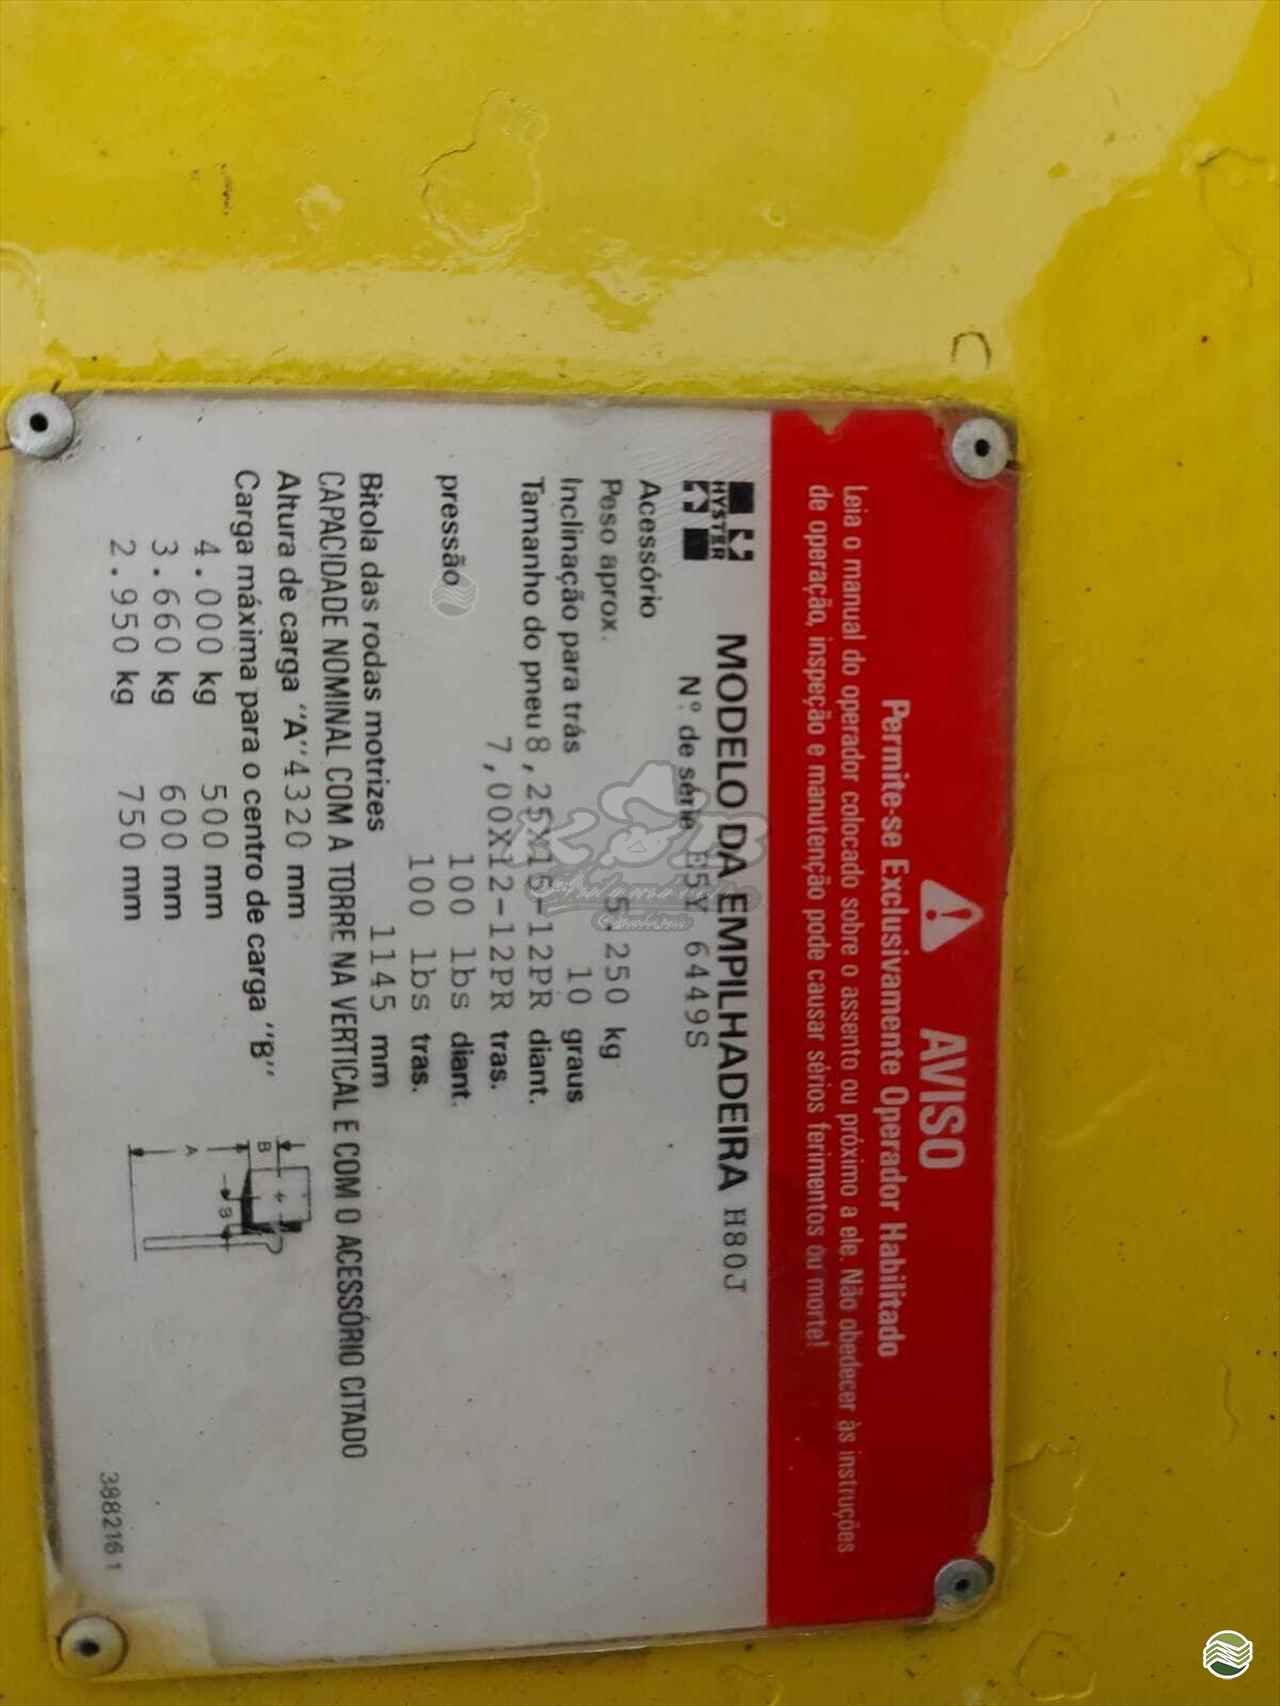 AVISO
Permite-se Exclusivamente Operador Habilitado
Leia o manual do operador colocado sobre o assento ou próximo a ele. Não obedecer às instruções
de operação, inspeção e manutenção pode causar sérios ferimentos ou morte!
HYSTER
MODELO DA EMPILHADEIRA H80J
Nº de série E5Y 6449S
Acessório
Peso aprox. 5.250 kg
Inclinação para trás 10 graus
Tamanho do pneu 8,25X15-12PR diant.
7,00X12-12PR tras.
pressão 100 lbs diant.
100 lbs tras.
Bitola das rodas motrizes 1145 mm
CAPACIDADE NOMINAL COM A TORRE NA VERTICAL E COM O ACESSÓRIO CITADO
Altura de carga "A" 4320 mm
Carga máxima para o centro de carga "B"
4.000 kg 500 mm
3.660 kg 600 mm
2.950 kg 750 mm
B
B
A
3882161